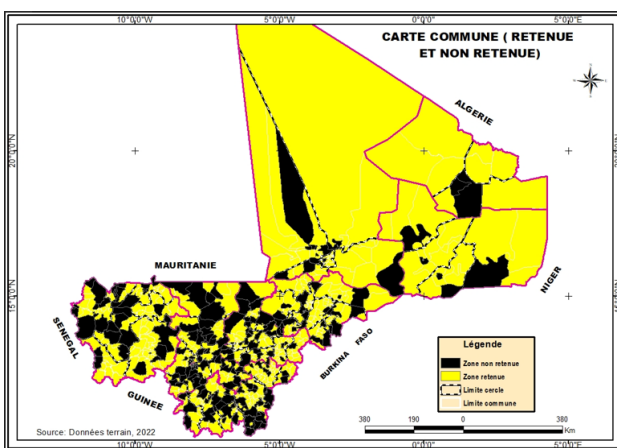 10°0'0"O 5°0'0"O 0°0'0" 5°0'0"E
CARTE COMMUNE ( RETENUE
ET NON RETENUE)
ALGERIE
20°0'0"N
MAURITANIE
15°0'0"N
NIGER
SENEGAL
BURKINA FASO
GUINEE
Légende
Zone non retenue
Zone retenue
Limite cercle
Limite commune
Source: Données terrain, 2022
380 190 0 380
Km
10°0'0"O 5°0'0"O 0°0'0" 5°0'0"E